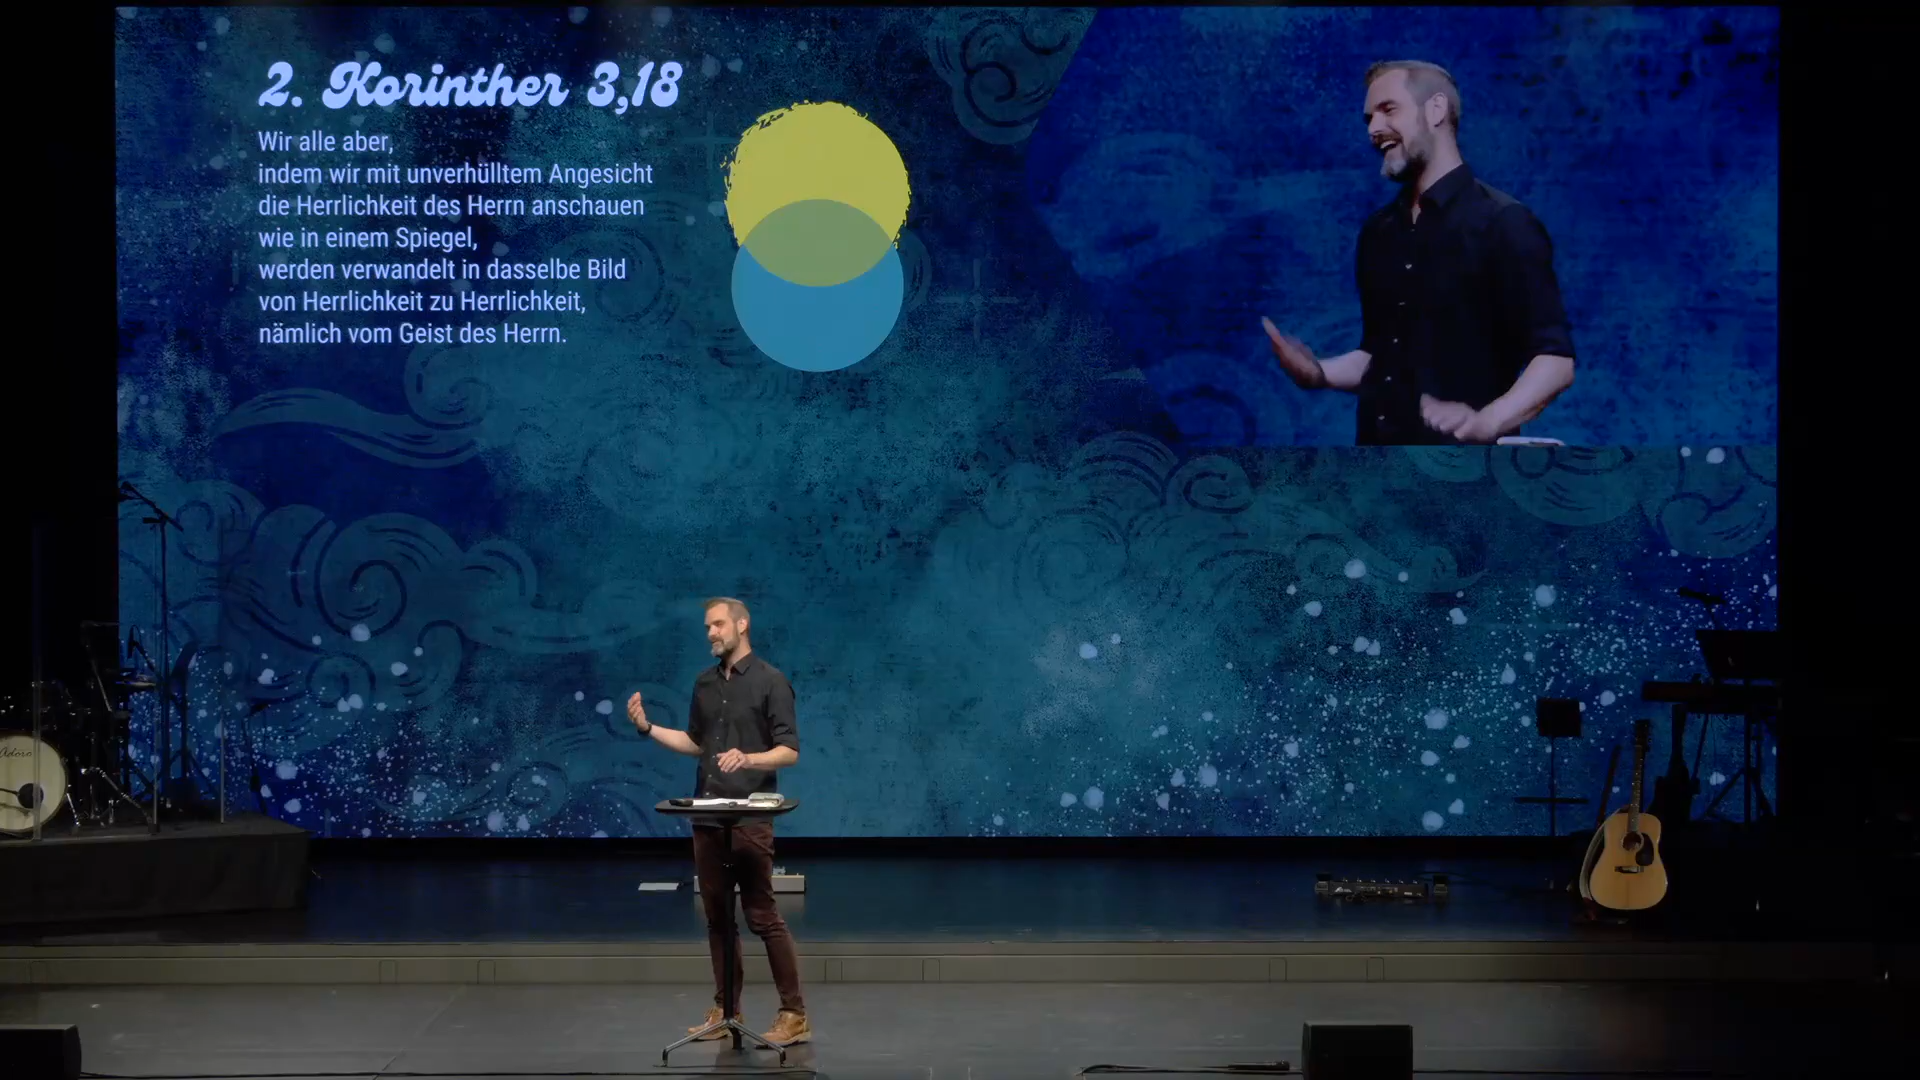 2. Korinther 3,18
Wir alle aber,
indem wir mit unverhülltem Angesicht
die Herrlichkeit des Herrn anschauen
wie in einem Spiegel,
werden verwandelt in dasselbe Bild
von Herrlichkeit zu Herrlichkeit,
nämlich vom Geist des Herrn.
Adoro